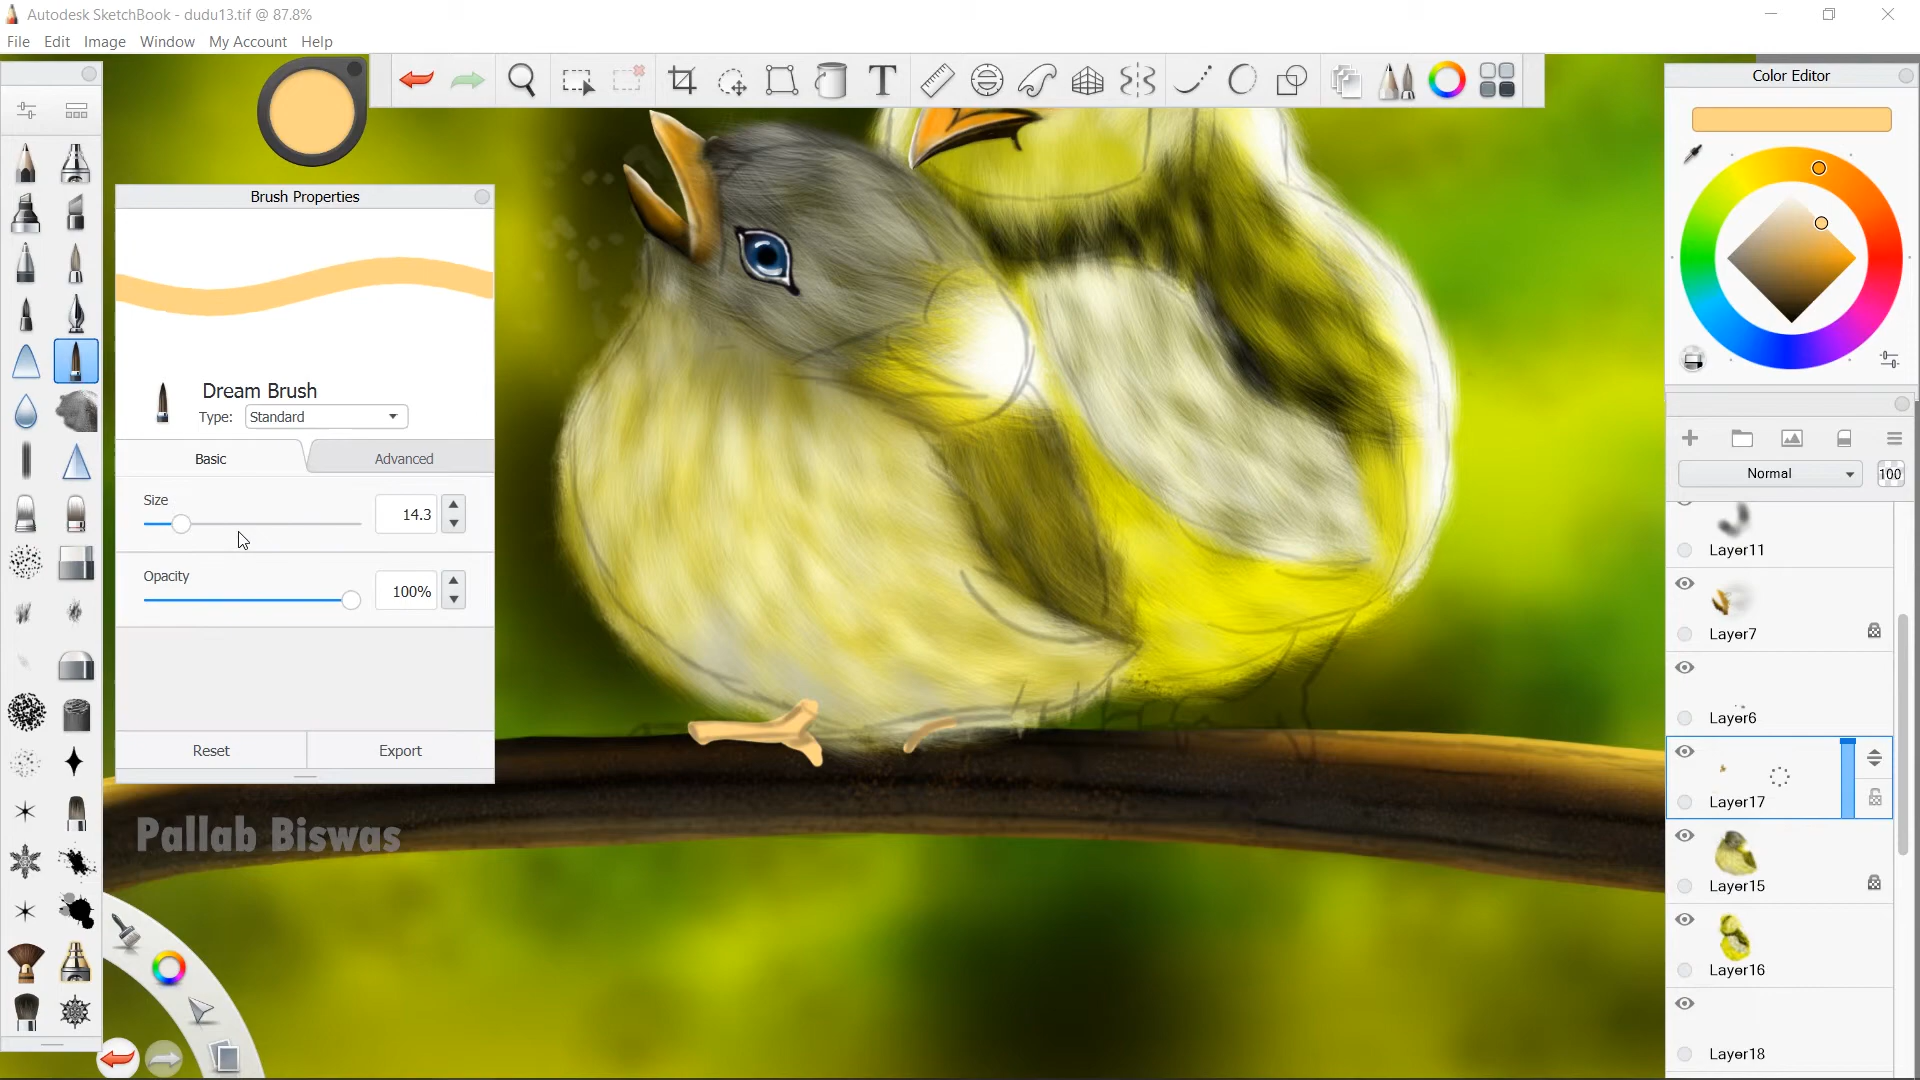 Autodesk SketchBook - dudu13.tif @ 87.8%
File Edit Image Window My Account Help
Color Editor
Brush Properties
Dream Brush
Type: Standard
Basic Advanced
Size
14.3
Opacity
100%
Reset Export
Normal 100
Layer11
Layer7
Layer6
Layer17
Layer15
Layer16
Layer18
Pallab Biswas